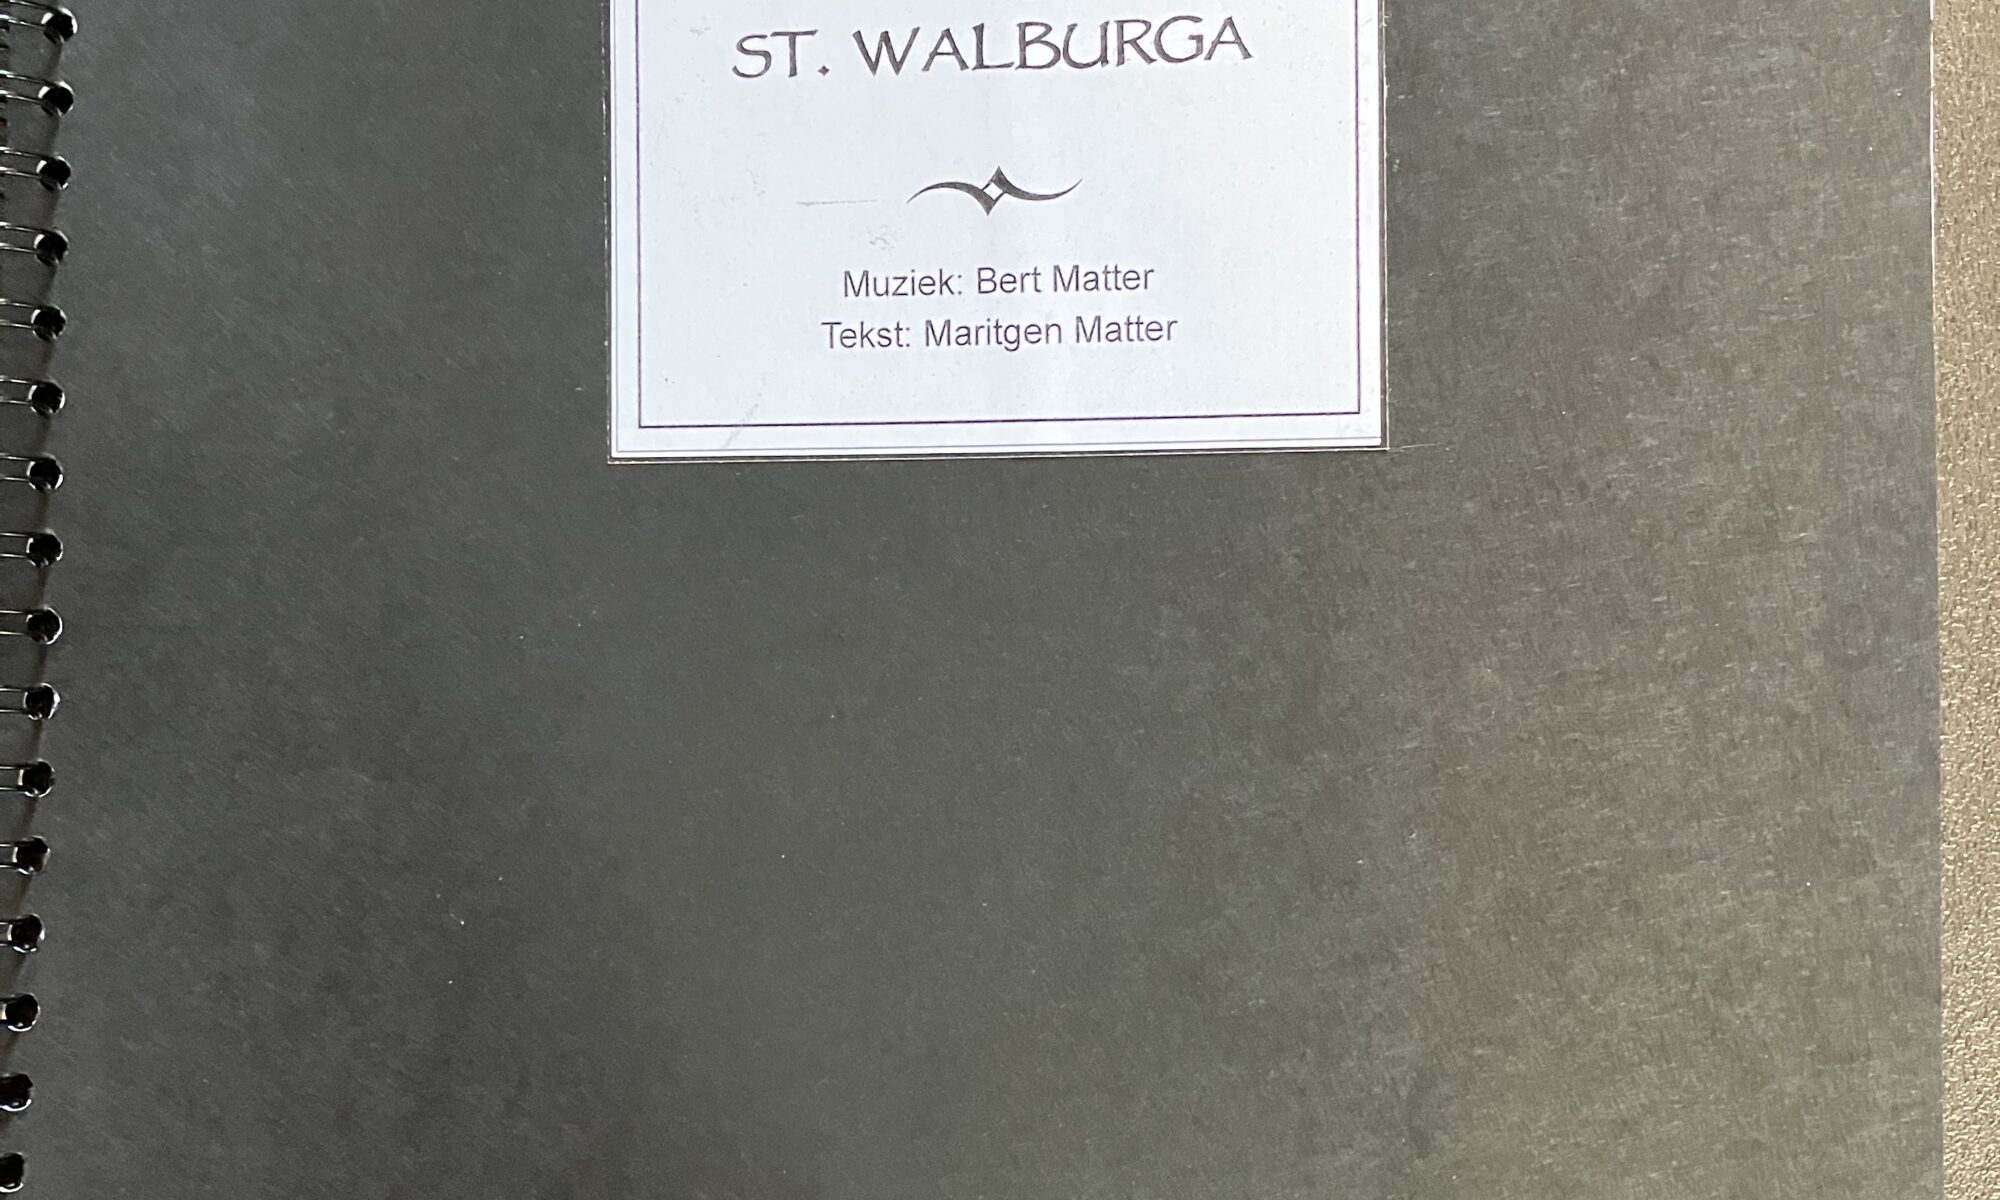 ST. WALBURGA
Muziek: Bert Matter
Tekst: Maritgen Matter